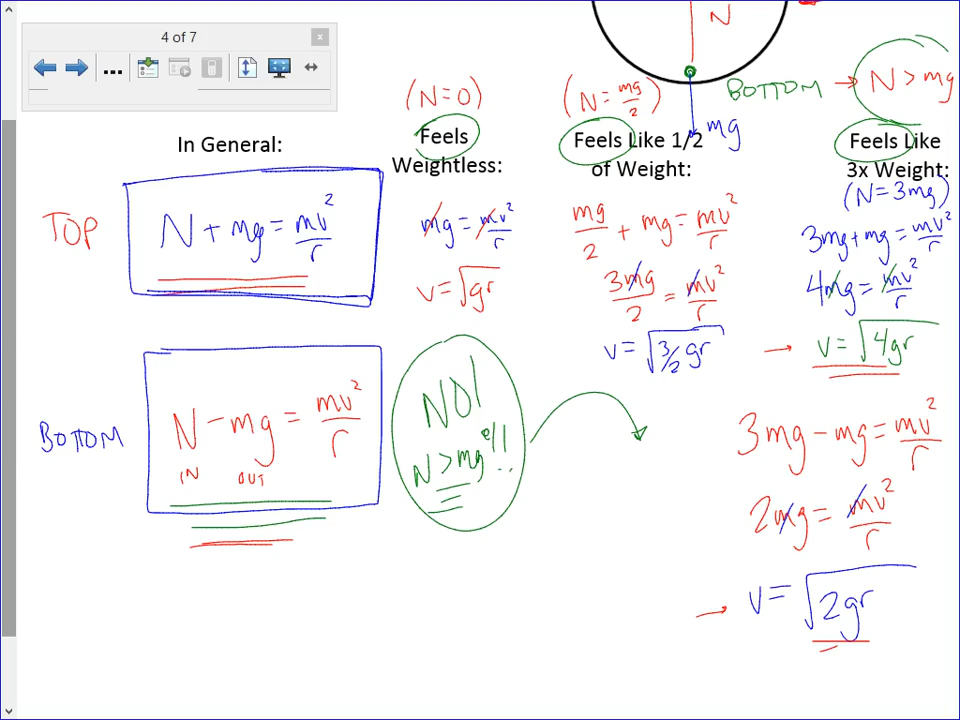 4 of 7
N
(N=0)
(N = mg/2)
BOTTOM → N > mg
mg
In General:
Feels
Weightless:
Feels Like 1/2
of Weight:
Feels Like
3x Weight:
(N = 3mg)
TOP
N + mg = mv²/r
mg = mv²/r
v = √gr
mg/2 + mg = mv²/r
3mg/2 = mv²/r
v = √3/2 gr
3mg + mg = mv²/r
4mg = mv²/r
→ v = √4gr
BOTTOM
N - mg = mv²/r
IN OUT
NO!
N > mg !!
3mg - mg = mv²/r
2mg = mv²/r
→ v = √2gr